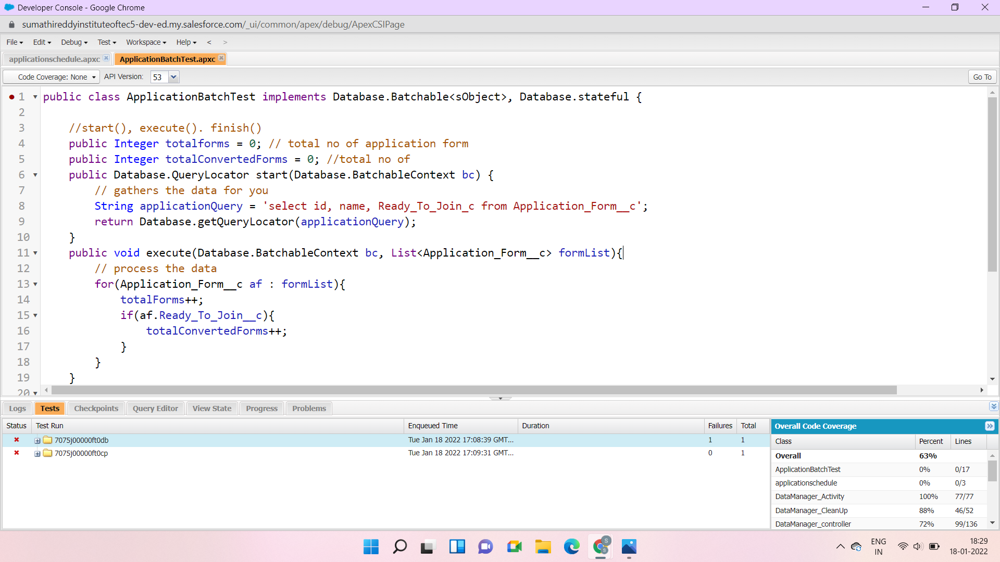 Developer Console - Google Chrome
sumathireddyinstituteoftec5-dev-ed.my.salesforce.com/_ui/common/apex/debug/ApexCSIPage
File Edit Debug Test Workspace Help < >
applicationschedule.apxc ApplicationBatchTest.apxc
Code Coverage: None API Version: 53 Go To
1 public class ApplicationBatchTest implements Database.Batchable<sObject>, Database.stateful {
2
3 //start(), execute(). finish()
4 public Integer totalforms = 0; // total no of application form
5 public Integer totalConvertedForms = 0; //total no of
6 public Database.QueryLocator start(Database.BatchableContext bc) {
7 // gathers the data for you
8 String applicationQuery = 'select id, name, Ready_To_Join_c from Application_Form__c';
9 return Database.getQueryLocator(applicationQuery);
10 }
11 public void execute(Database.BatchableContext bc, List<Application_Form__c> formList){
12 // process the data
13 for(Application_Form__c af : formList){
14 totalForms++;
15 if(af.Ready_To_Join__c){
16 totalConvertedForms++;
17 }
18 }
19 }
20
Logs Tests Checkpoints Query Editor View State Progress Problems
Status Test Run Enqueued Time Duration Failures Total
7075j00000ft0db Tue Jan 18 2022 17:08:39 GMT... 1 1
7075j00000ft0cp Tue Jan 18 2022 17:09:31 GMT... 0 1
Overall Code Coverage
Class Percent Lines
Overall 63%
ApplicationBatchTest 0% 0/17
applicationschedule 0% 0/3
DataManager_Activity 100% 77/77
DataManager_CleanUp 88% 46/52
DataManager_controller 72% 99/136
S
S
ENG
IN
18:29
18-01-2022